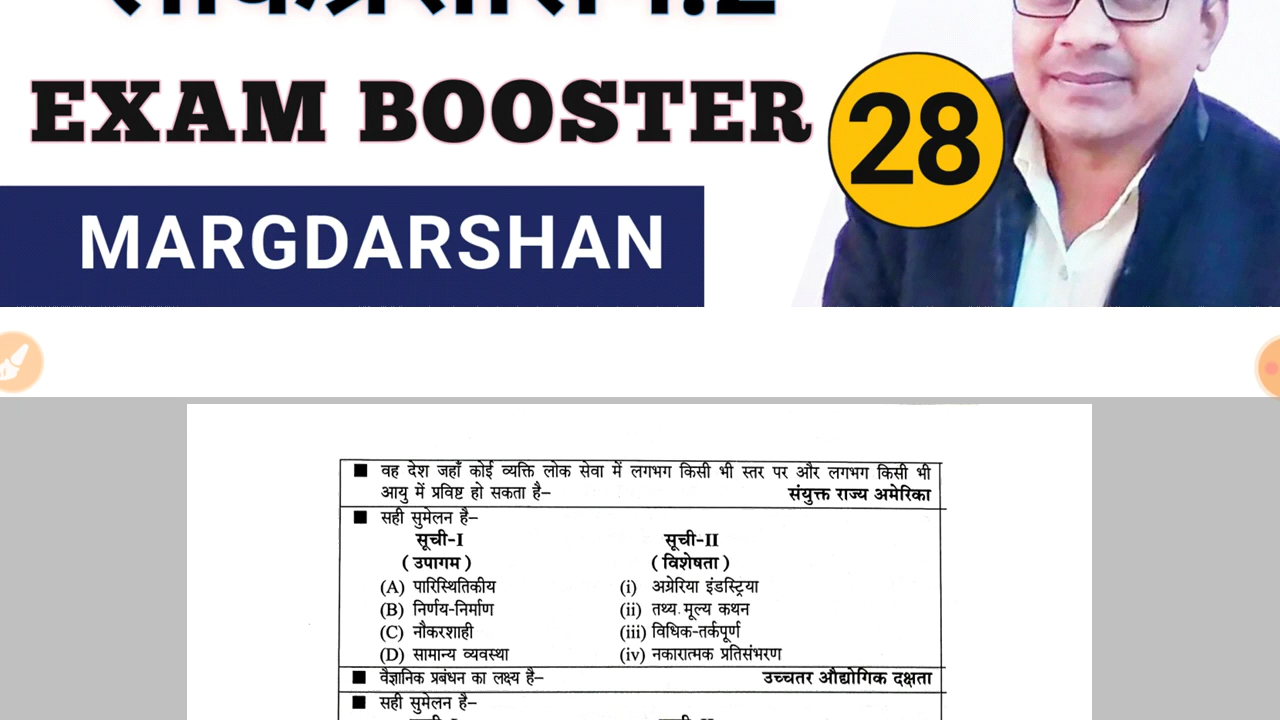 EXAM BOOSTER
28
MARGDARSHAN
■ वह देश जहाँ कोई व्यक्ति लोक सेवा में लगभग किसी भी स्तर पर और लगभग किसी भी
आयु में प्रविष्ट हो सकता है– संयुक्त राज्य अमेरिका
■ सही सुमेलन है–
सूची-I सूची-II
(उपागम) (विशेषता)
(A) पारिस्थितिकीय (i) अग्रेरिया इंडस्ट्रिया
(B) निर्णय-निर्माण (ii) तथ्य मूल्य कथन
(C) नौकरशाही (iii) विधिक-तर्कपूर्ण
(D) सामान्य व्यवस्था (iv) नकारात्मक प्रतिसंभरण
■ वैज्ञानिक प्रबंधन का लक्ष्य है– उच्चतर औद्योगिक दक्षता
■ सही सुमेलन है–